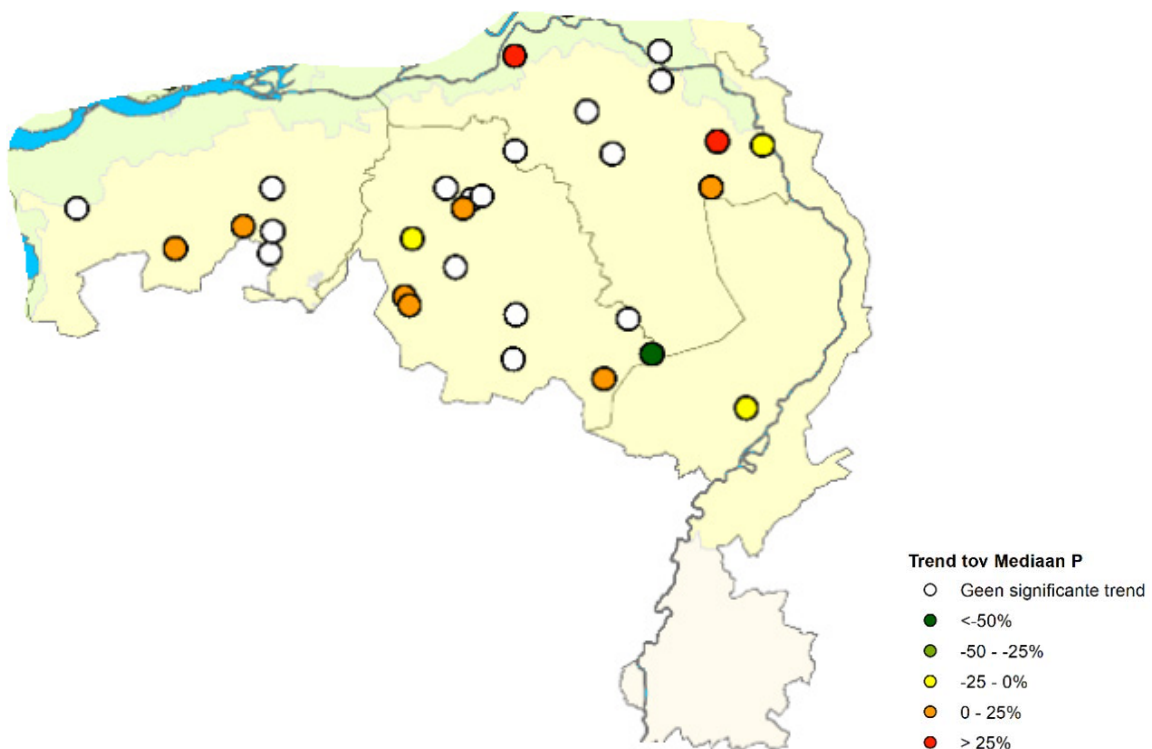 Trend tov Mediaan P
Geen significante trend
<-50%
-50 - -25%
-25 - 0%
0 - 25%
> 25%